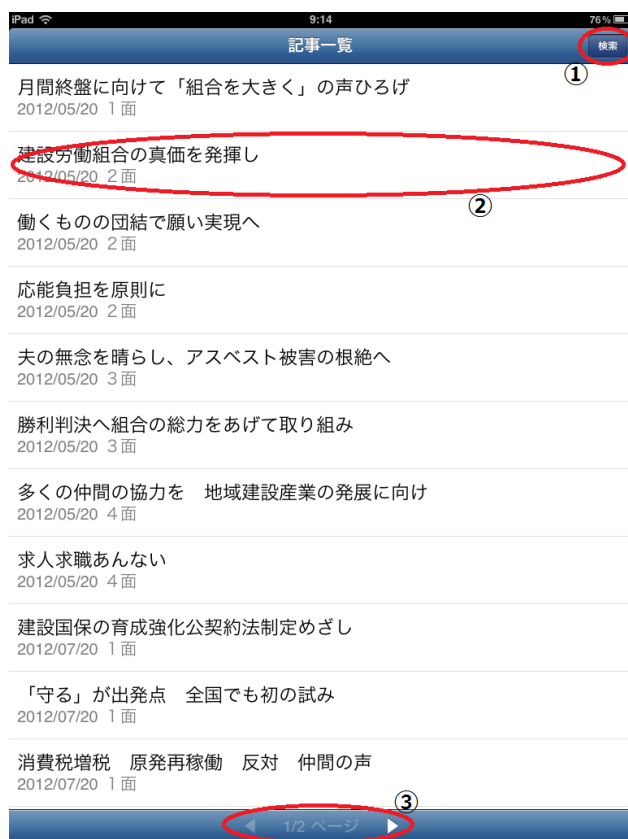 iPad 9:14 76%
記事一覧 検索
①
月間終盤に向けて「組合を大きく」の声ひろげ
2012/05/20 1面
建設労働組合の真価を発揮し
2012/05/20 2面
②
働くものの団結で願い実現へ
2012/05/20 2面
応能負担を原則に
2012/05/20 2面
夫の無念を晴らし、アスベスト被害の根絶へ
2012/05/20 3面
勝利判決へ組合の総力をあげて取り組み
2012/05/20 3面
多くの仲間の協力を　地域建設産業の発展に向け
2012/05/20 4面
求人求職あんない
2012/05/20 4面
建設国保の育成強化公契約法制定めざし
2012/07/20 1面
「守る」が出発点　全国でも初の試み
2012/07/20 1面
消費税増税　原発再稼働　反対　仲間の声
2012/07/20 1面
③
◀ 1/2 ページ ▶